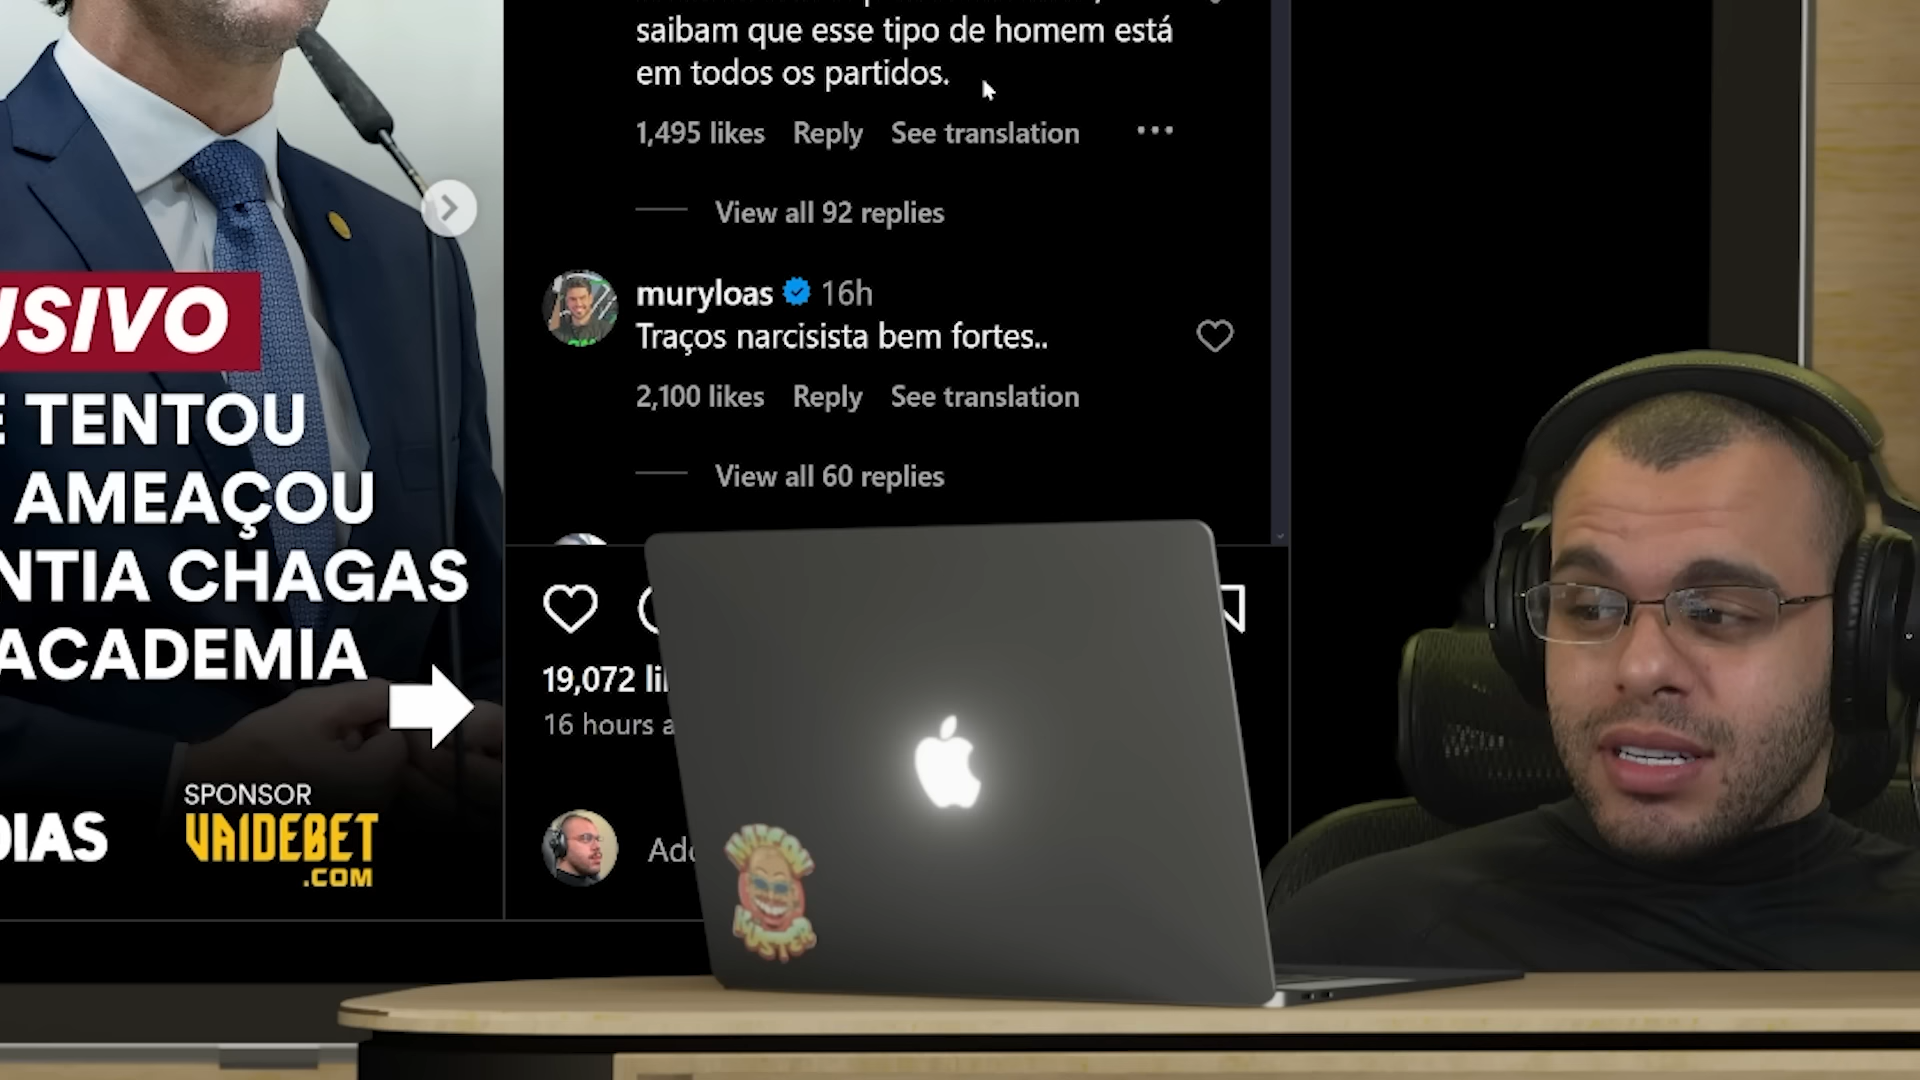 USIVO
E TENTOU
AMEAÇOU
NTIA CHAGAS
ACADEMIA
DIAS
SPONSOR
VAIDEBET
.COM
saibam que esse tipo de homem está
em todos os partidos.
1,495 likes Reply See translation
View all 92 replies
muryloas 16h
Traços narcisista bem fortes..
2,100 likes Reply See translation
View all 60 replies
19,072 li
16 hours a
Add